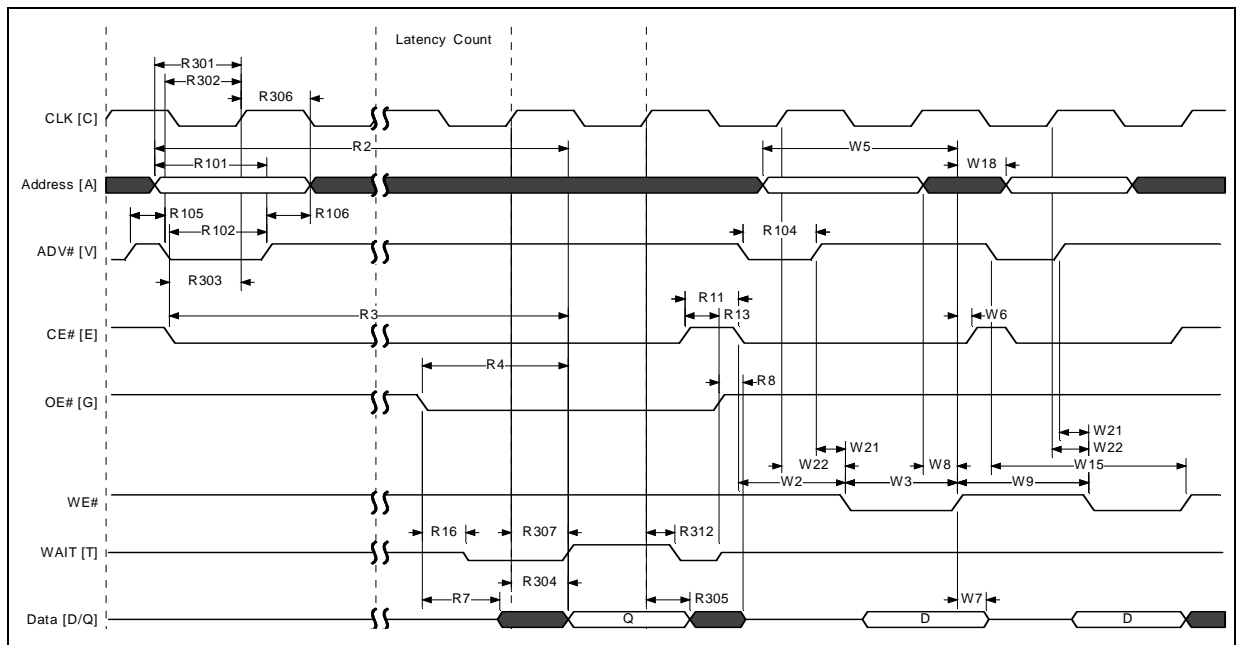 Latency Count
R301
R302
R306
CLK [C]
R2
W5
R101
W18
Address [A]
R105
R106
R102
R104
ADV# [V]
R303
R11
R3
R13
W6
CE# [E]
R4
R8
OE# [G]
W21
W21
W22
W22
W8
W15
W2
W3
W9
WE#
R16
R307
R312
WAIT [T]
R304
R7
R305
W7
Data [D/Q]
Q
D
D